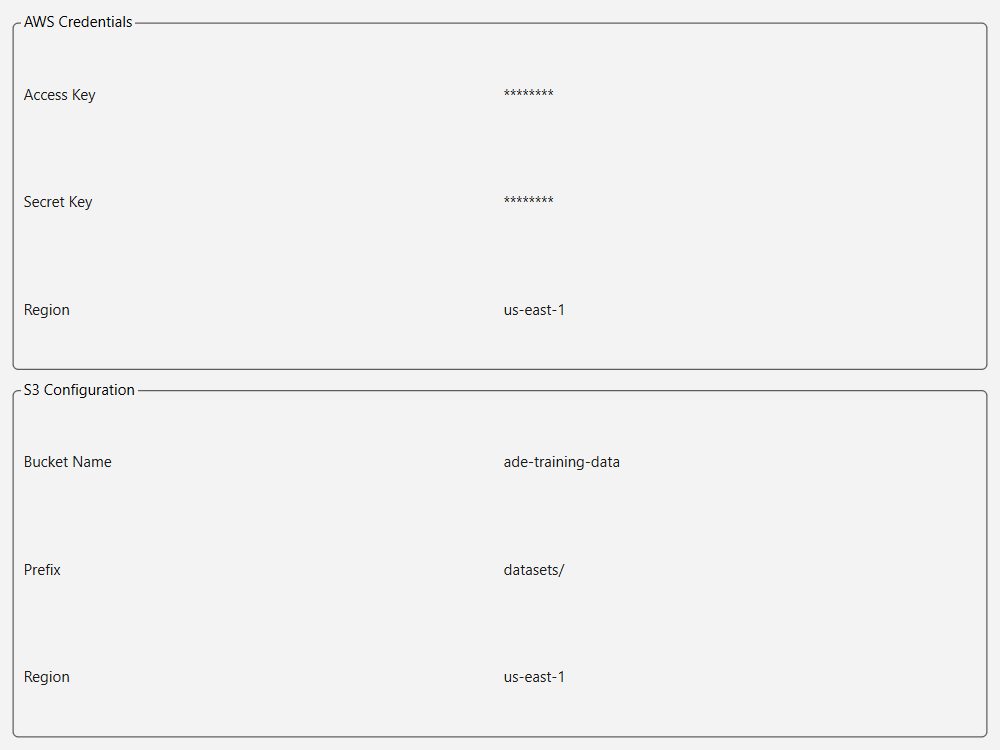 AWS Credentials
Access Key ********
Secret Key ********
Region us-east-1
S3 Configuration
Bucket Name ade-training-data
Prefix datasets/
Region us-east-1